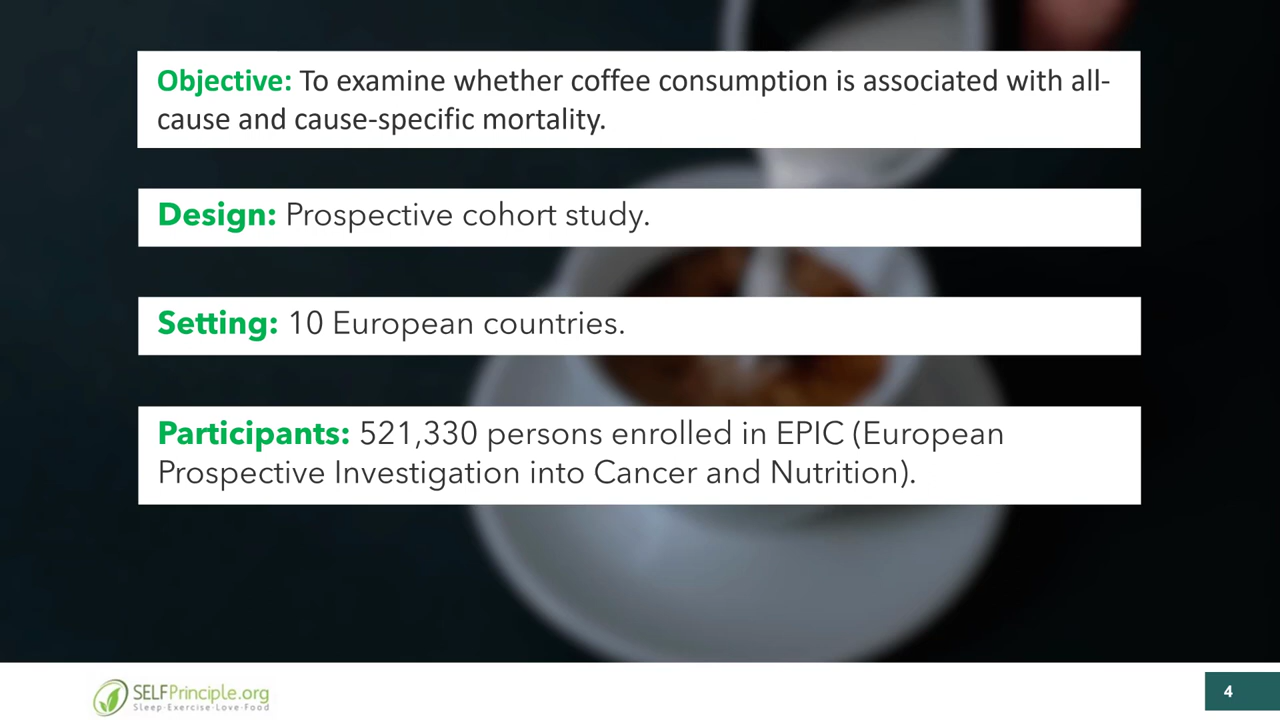 Objective: To examine whether coffee consumption is associated with all-
cause and cause-specific mortality.
Design: Prospective cohort study.
Setting: 10 European countries.
Participants: 521,330 persons enrolled in EPIC (European
Prospective Investigation into Cancer and Nutrition).
SELFPrinciple.org
Sleep·Exercise·Love·Food
4